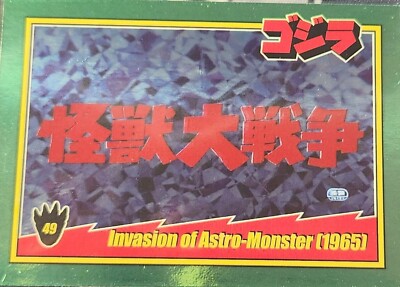 ゴジラ
怪獣大戦争
49
Invasion of Astro-Monster (1965)